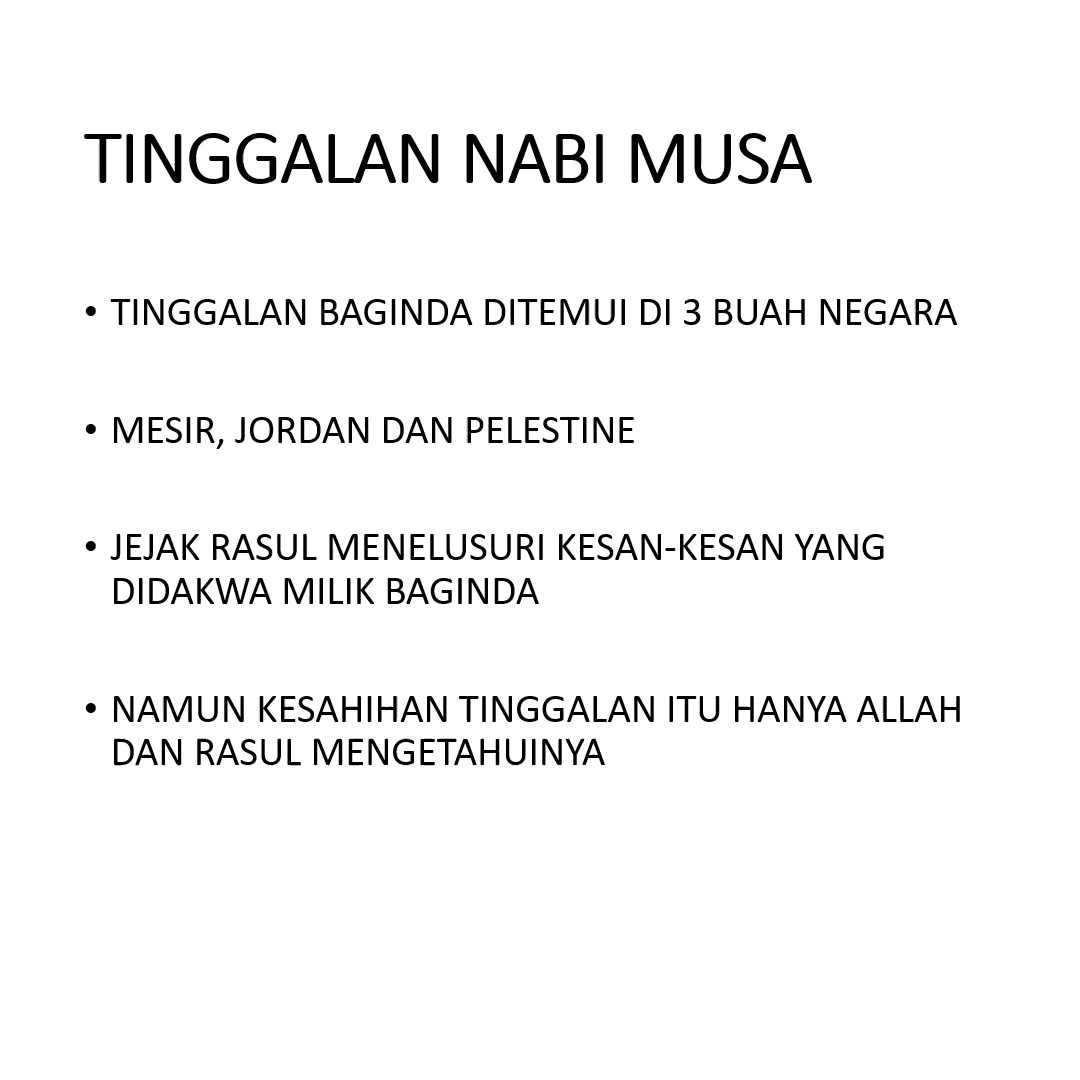 TINGGALAN NABI MUSA
• TINGGALAN BAGINDA DITEMUI DI 3 BUAH NEGARA
• MESIR, JORDAN DAN PELESTINE
• JEJAK RASUL MENELUSURI KESAN-KESAN YANG
DIDAKWA MILIK BAGINDA
• NAMUN KESAHIHAN TINGGALAN ITU HANYA ALLAH
DAN RASUL MENGETAHUINYA